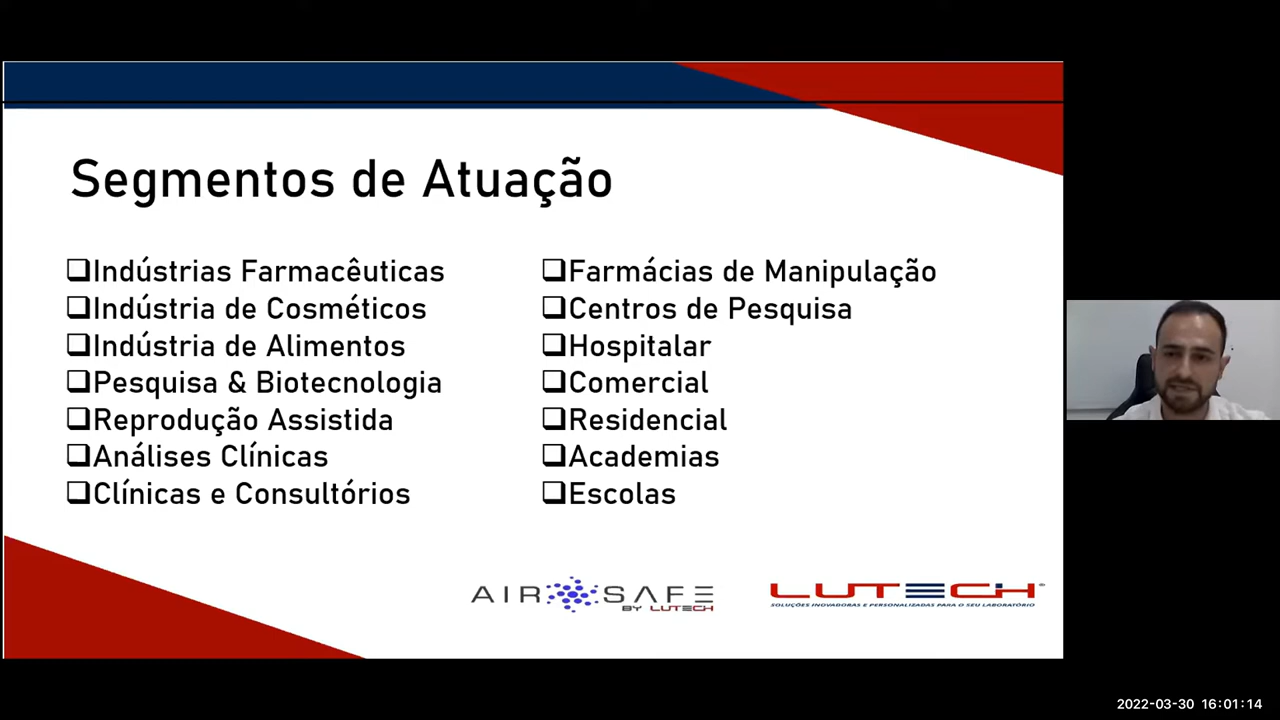 Segmentos de Atuação
Indústrias Farmacêuticas
Indústria de Cosméticos
Indústria de Alimentos
Pesquisa & Biotecnologia
Reprodução Assistida
Análises Clínicas
Clínicas e Consultórios
Farmácias de Manipulação
Centros de Pesquisa
Hospitalar
Comercial
Residencial
Academias
Escolas
AIR SAFE
BY LUTECH
LUTECH®
SOLUÇÕES INOVADORAS E PERSONALIZADAS PARA O SEU LABORATÓRIO
2022-03-30 16:01:14